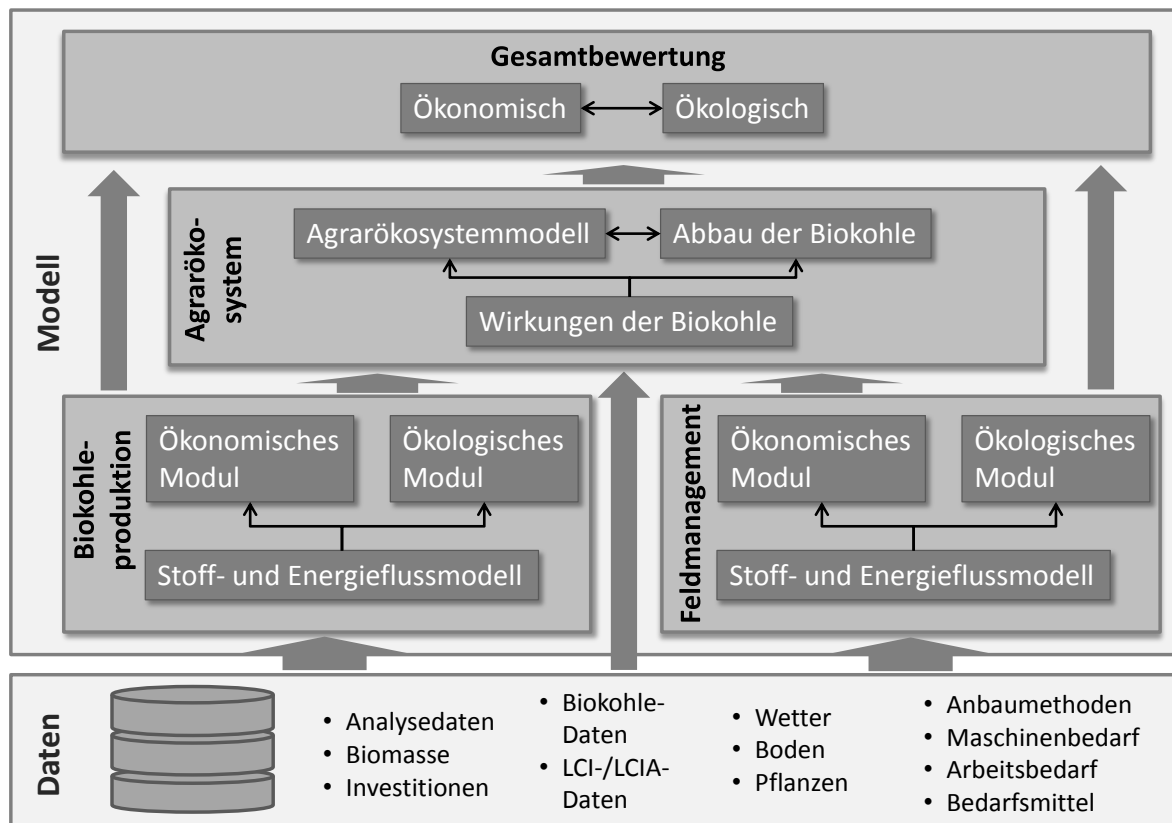 Gesamtbewertung
Ökonomisch
Ökologisch
Modell
Agraröko-
system
Agrarökosystemmodell
Abbau der Biokohle
Wirkungen der Biokohle
Biokohle-
produktion
Ökonomisches
Modul
Ökologisches
Modul
Stoff- und Energieflussmodell
Feldmanagement
Ökonomisches
Modul
Ökologisches
Modul
Stoff- und Energieflussmodell
Daten
• Analysedaten
• Biomasse
• Investitionen
• Biokohle-
Daten
• LCI-/LCIA-
Daten
• Wetter
• Boden
• Pflanzen
• Anbaumethoden
• Maschinenbedarf
• Arbeitsbedarf
• Bedarfsmittel